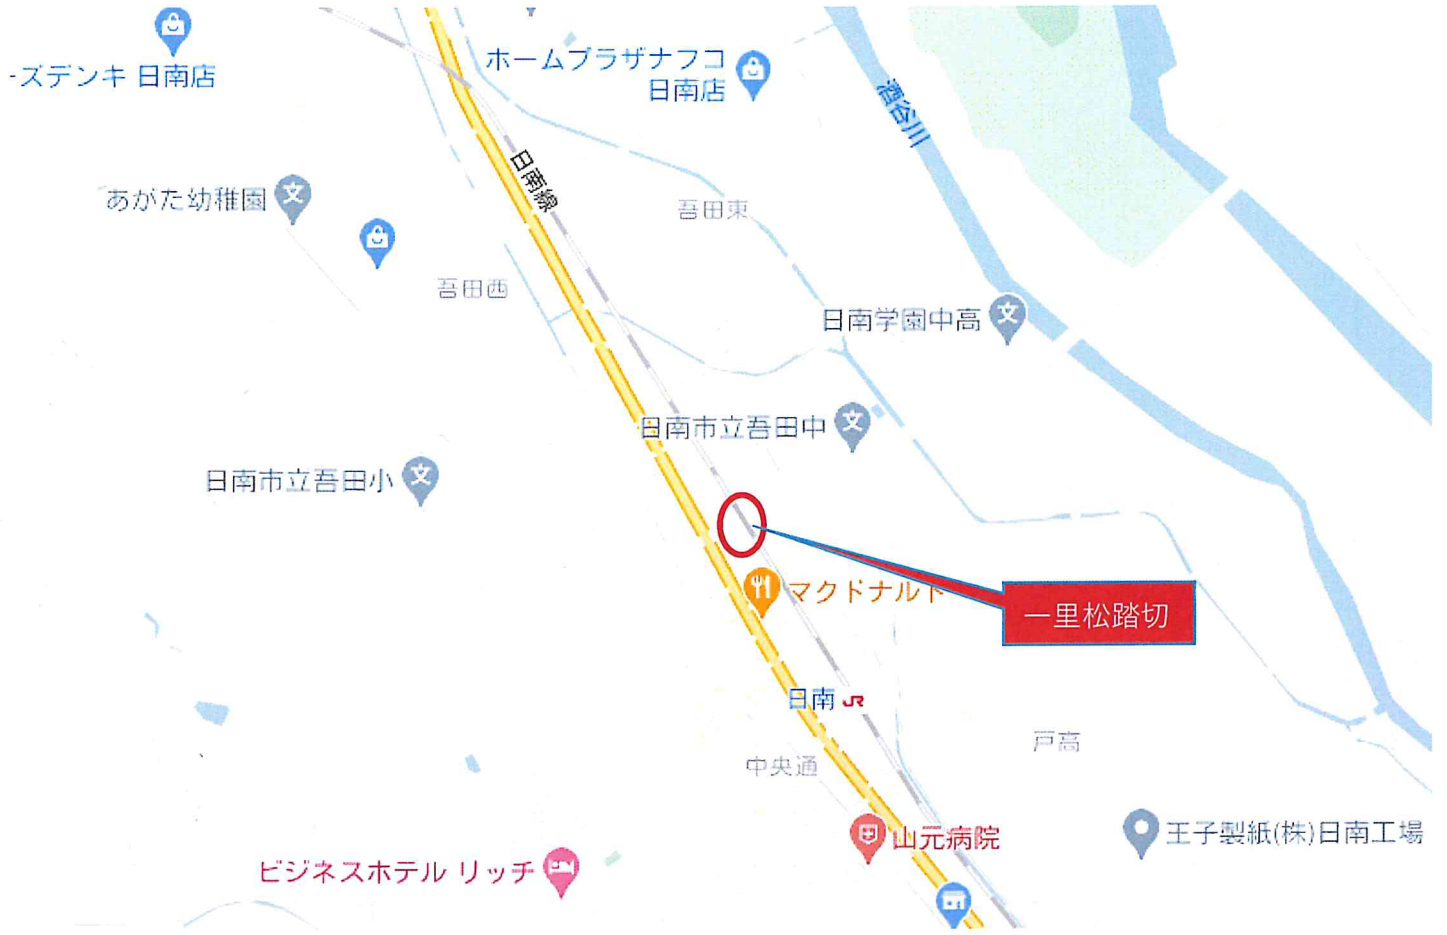 -ズデンキ 日南店
ホームプラザナフコ
日南店
酒谷川
日南線
あがた幼稚園
吾田東
吾田西
日南学園中高
日南市立吾田中
日南市立吾田小
マクドナルド
一里松踏切
日南 JR
戸高
中央通
山元病院
王子製紙(株)日南工場
ビジネスホテル リッチ